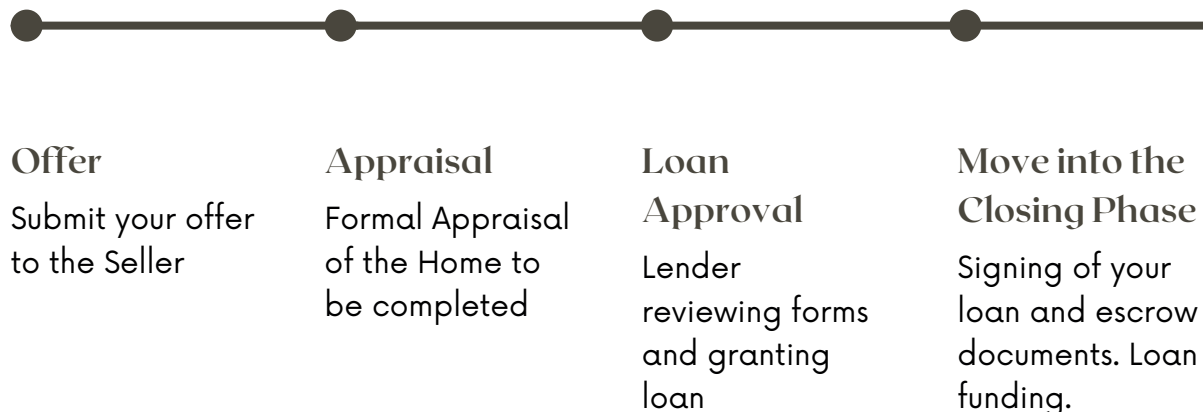 Offer
Submit your offer
to the Seller
Appraisal
Formal Appraisal
of the Home to
be completed
Loan
Approval
Lender
reviewing forms
and granting
loan
Move into the
Closing Phase
Signing of your
loan and escrow
documents. Loan
funding.